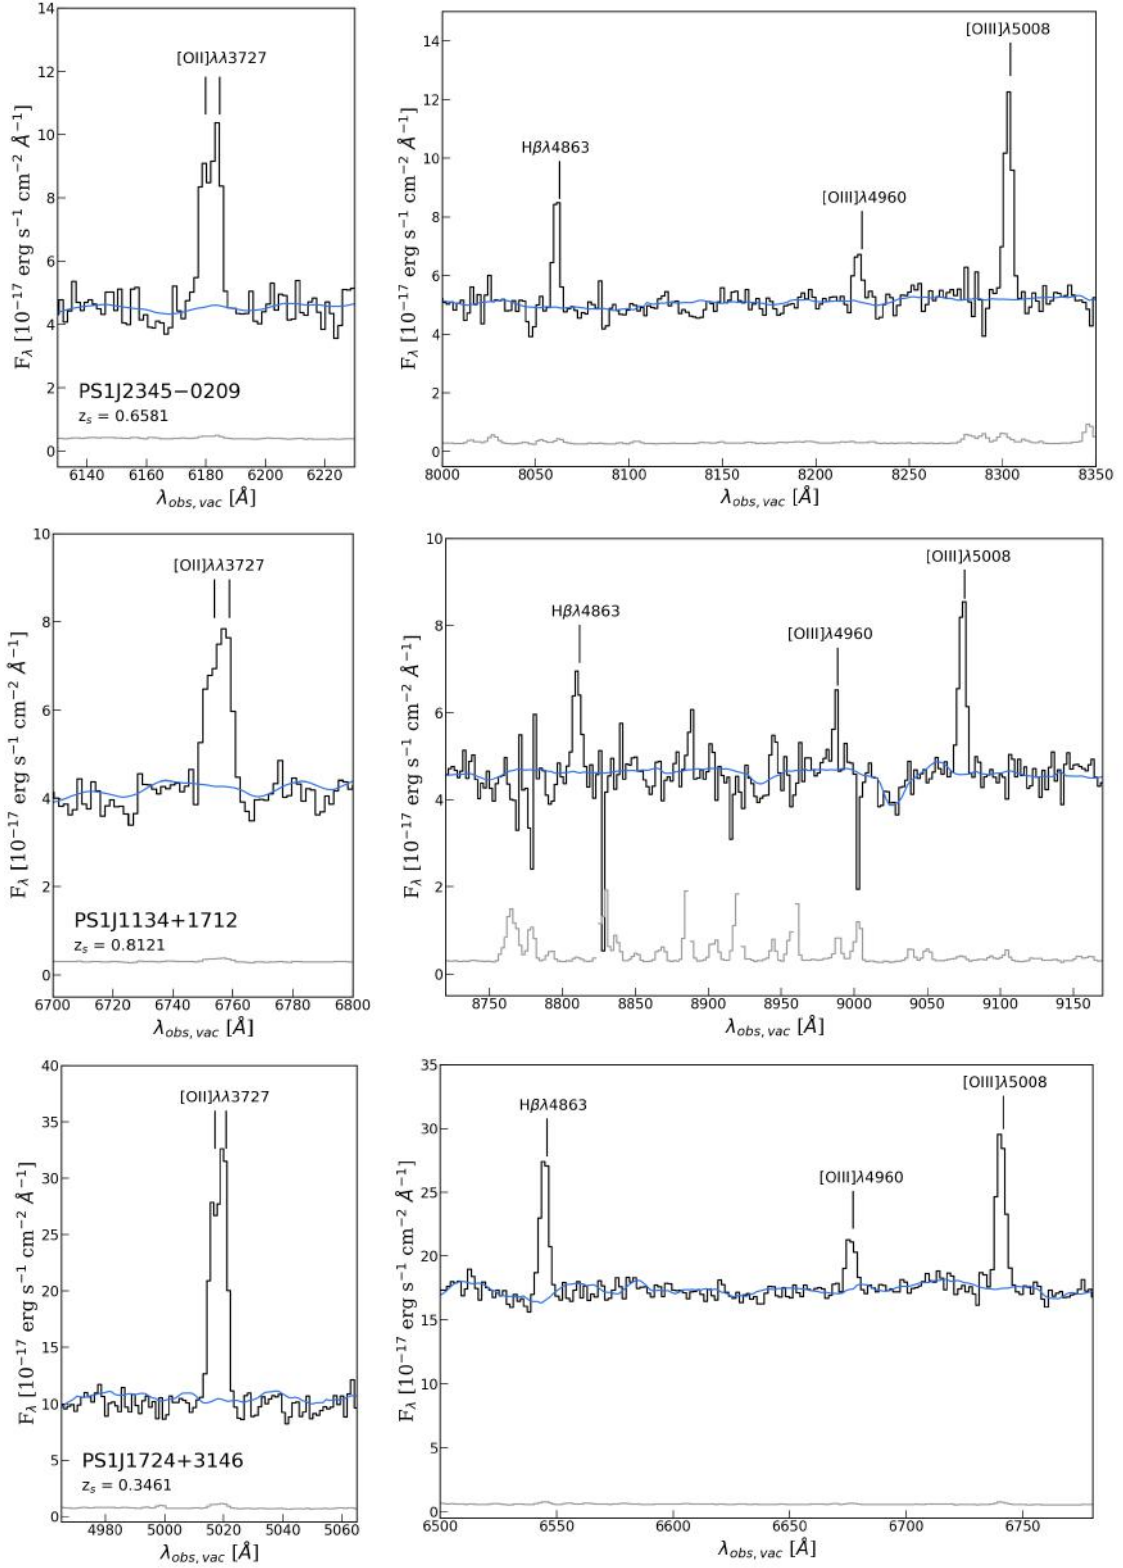 [OII]λλ3727
F_λ [10⁻¹⁷ erg s⁻¹ cm⁻² Å⁻¹]
14
12
10
8
6
4
2
0
PS1J2345−0209
z_s = 0.6581
6140 6160 6180 6200 6220
λ_obs,vac [Å]
[OIII]λ5008
Hβλ4863
[OIII]λ4960
F_λ [10⁻¹⁷ erg s⁻¹ cm⁻² Å⁻¹]
14
12
10
8
6
4
2
0
8000 8050 8100 8150 8200 8250 8300 8350
λ_obs,vac [Å]
[OII]λλ3727
F_λ [10⁻¹⁷ erg s⁻¹ cm⁻² Å⁻¹]
10
8
6
4
2
0
PS1J1134+1712
z_s = 0.8121
6700 6720 6740 6760 6780 6800
λ_obs,vac [Å]
[OIII]λ5008
Hβλ4863
[OIII]λ4960
F_λ [10⁻¹⁷ erg s⁻¹ cm⁻² Å⁻¹]
10
8
6
4
2
0
8750 8800 8850 8900 8950 9000 9050 9100 9150
λ_obs,vac [Å]
[OII]λλ3727
F_λ [10⁻¹⁷ erg s⁻¹ cm⁻² Å⁻¹]
40
35
30
25
20
15
10
5
0
PS1J1724+3146
z_s = 0.3461
4980 5000 5020 5040 5060
λ_obs,vac [Å]
[OIII]λ5008
Hβλ4863
[OIII]λ4960
F_λ [10⁻¹⁷ erg s⁻¹ cm⁻² Å⁻¹]
35
30
25
20
15
10
5
0
6500 6550 6600 6650 6700 6750
λ_obs,vac [Å]